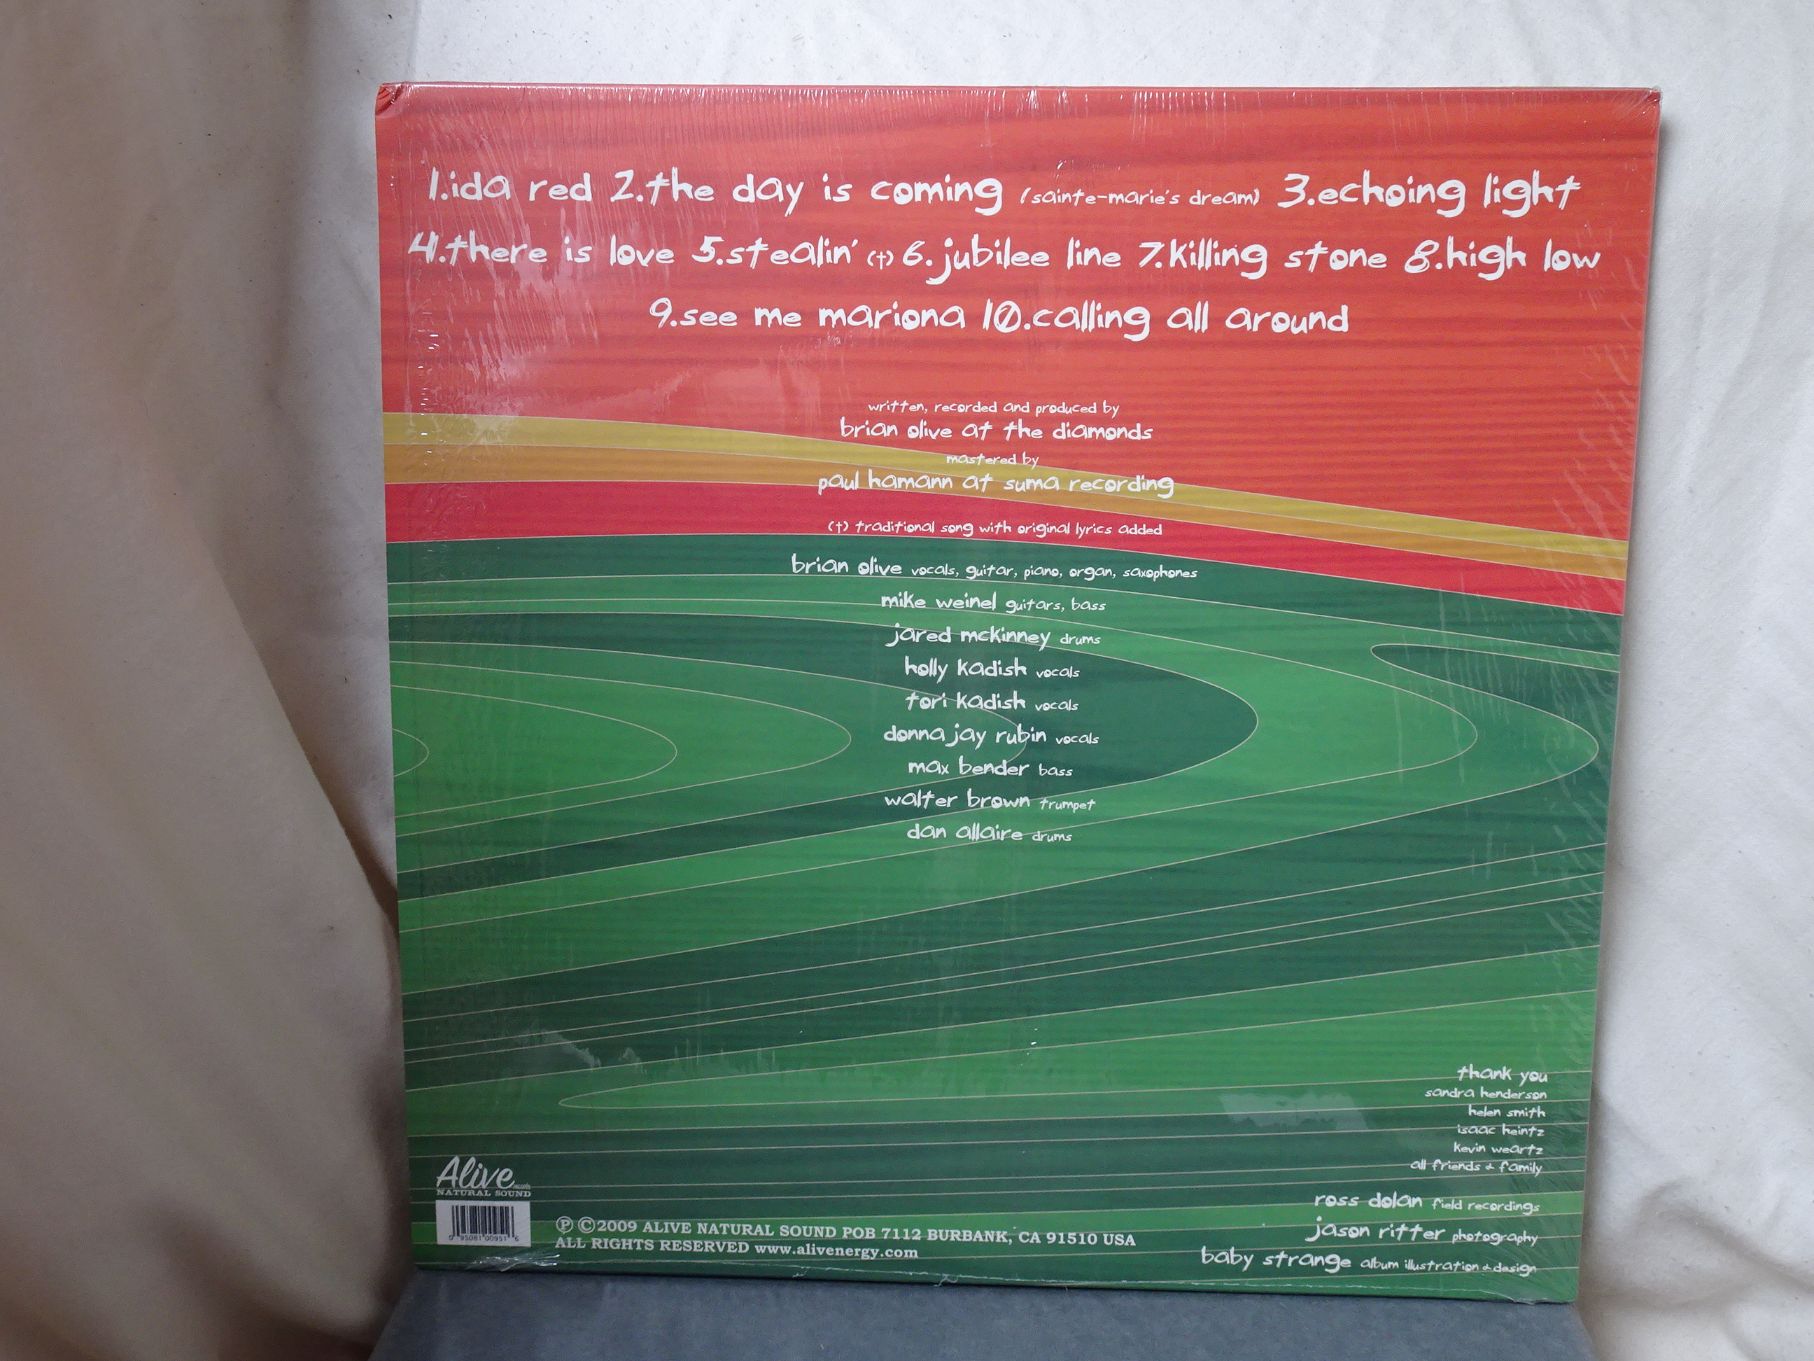 1.ida red 2.the day is coming (sainte-marie's dream) 3.echoing light
4.there is love 5.stealin' (†) 6.jubilee line 7.killing stone 8.high low
9.see me mariona 10.calling all around
written, recorded and produced by
brian olive at the diamonds
mastered by
paul hamann at suma recording
(†) traditional song with original lyrics added
brian olive vocals, guitar, piano, organ, saxophones
mike weinel guitars, bass
jared mckinney drums
holly kadish vocals
tori kadish vocals
donna jay rubin vocals
max bender bass
walter brown trumpet
dan allaire drums
thank you
sandra henderson
helen smith
isaac heintz
kevin weartz
all friends & family
ross dolan field recordings
jason ritter photography
baby strange album illustration & design
Alive records
NATURAL SOUND
0 95081 00951 6
℗ ©2009 ALIVE NATURAL SOUND POB 7112 BURBANK, CA 91510 USA
ALL RIGHTS RESERVED www.alivenergy.com